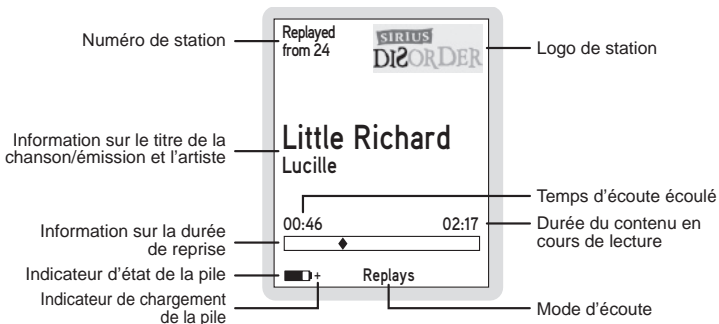 Numéro de station
Replayed
from 24
SIRIUS
DISORDER
Logo de station
Information sur le titre de la
chanson/émission et l'artiste
Little Richard
Lucille
Temps d'écoute écoulé
00:46
02:17
Durée du contenu en
cours de lecture
Information sur la durée
de reprise
Indicateur d'état de la pile
+
Replays
Indicateur de chargement
de la pile
Mode d'écoute